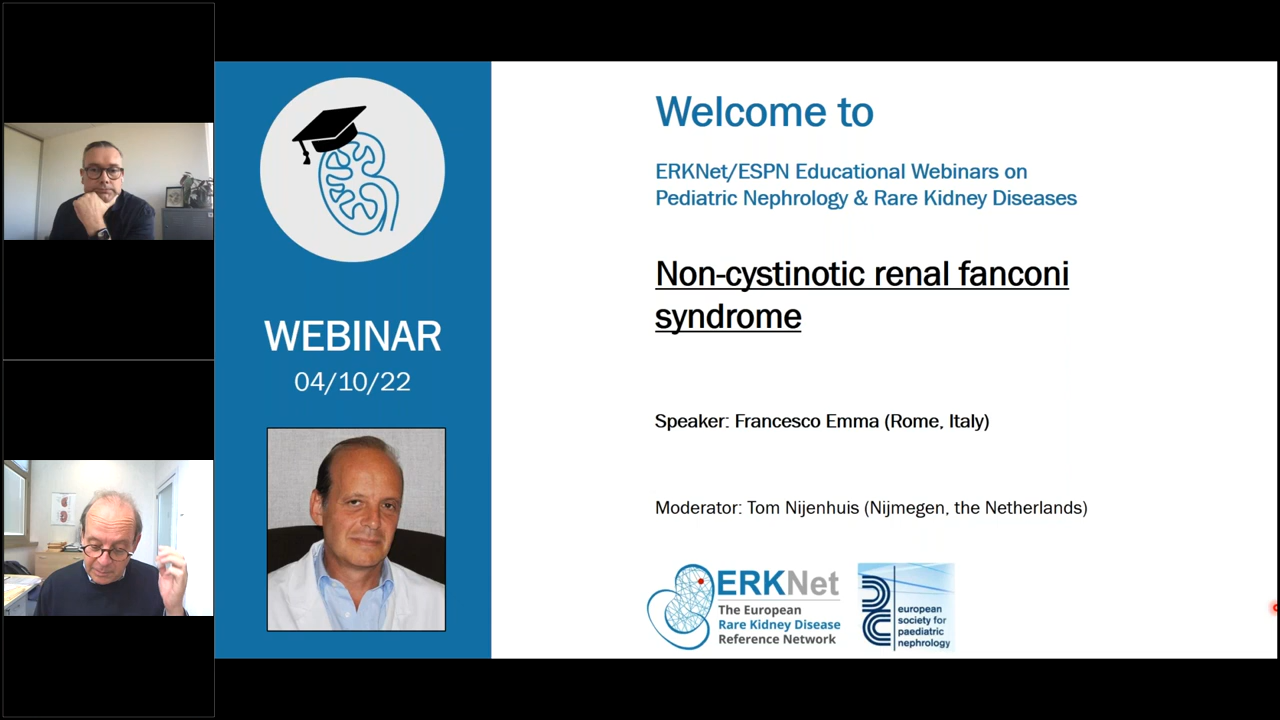 WEBINAR
04/10/22
Welcome to
ERKNet/ESPN Educational Webinars on
Pediatric Nephrology & Rare Kidney Diseases
Non-cystinotic renal fanconi
syndrome
Speaker: Francesco Emma (Rome, Italy)
Moderator: Tom Nijenhuis (Nijmegen, the Netherlands)
ERKNet
The European
Rare Kidney Disease
Reference Network
european
society for
paediatric
nephrology